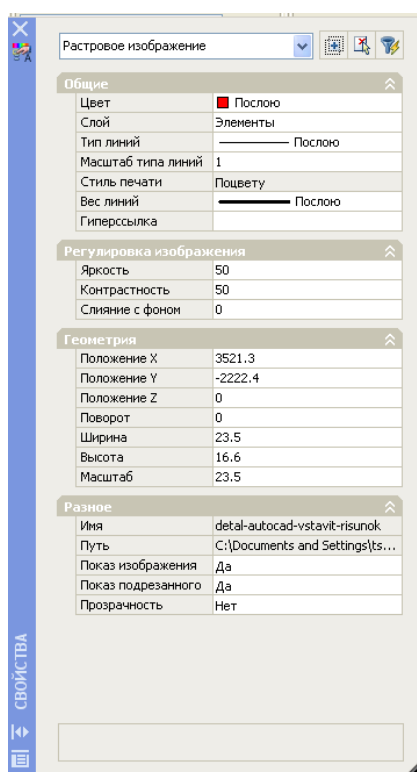 Растровое изображение
Общие
Цвет Послою
Слой Элементы
Тип линий Послою
Масштаб типа линий 1
Стиль печати Поцвету
Вес линий Послою
Гиперссылка
Регулировка изображения
Яркость 50
Контрастность 50
Слияние с фоном 0
Геометрия
Положение X 3521.3
Положение Y -2222.4
Положение Z 0
Поворот 0
Ширина 23.5
Высота 16.6
Масштаб 23.5
Разное
Имя detal-autocad-vstavit-risunok
Путь C:\Documents and Settings\ts...
Показ изображения Да
Показ подрезанного Да
Прозрачность Нет
СВОЙСТВА